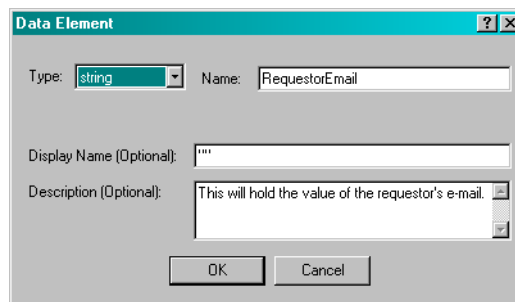 Data Element
Type: string Name: RequestorEmail
Display Name (Optional): """
Description (Optional): This will hold the value of the requestor's e-mail.
OK Cancel